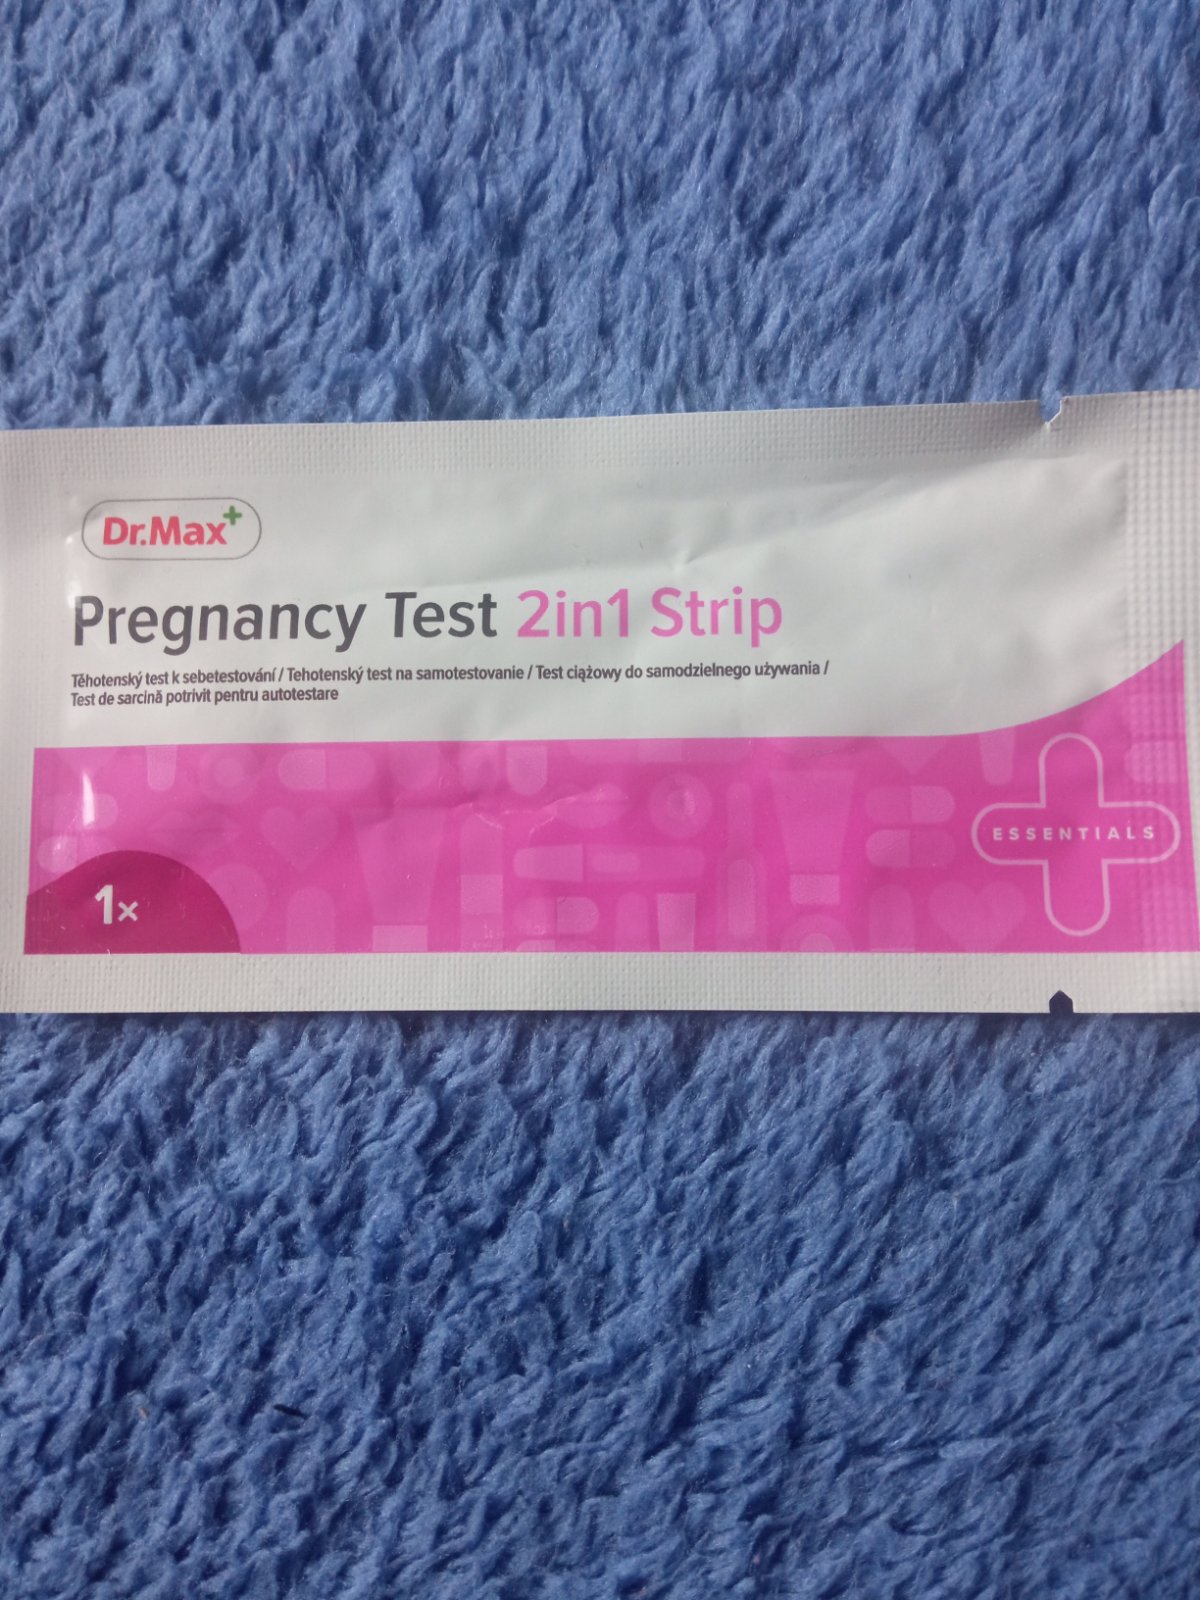 Dr.Max+
Pregnancy Test 2in1 Strip
Těhotenský test k sebetestování / Tehotenský test na samotestovanie / Test ciążowy do samodzielnego używania /
Test de sarcină potrivit pentru autotestare
ESSENTIALS
1x